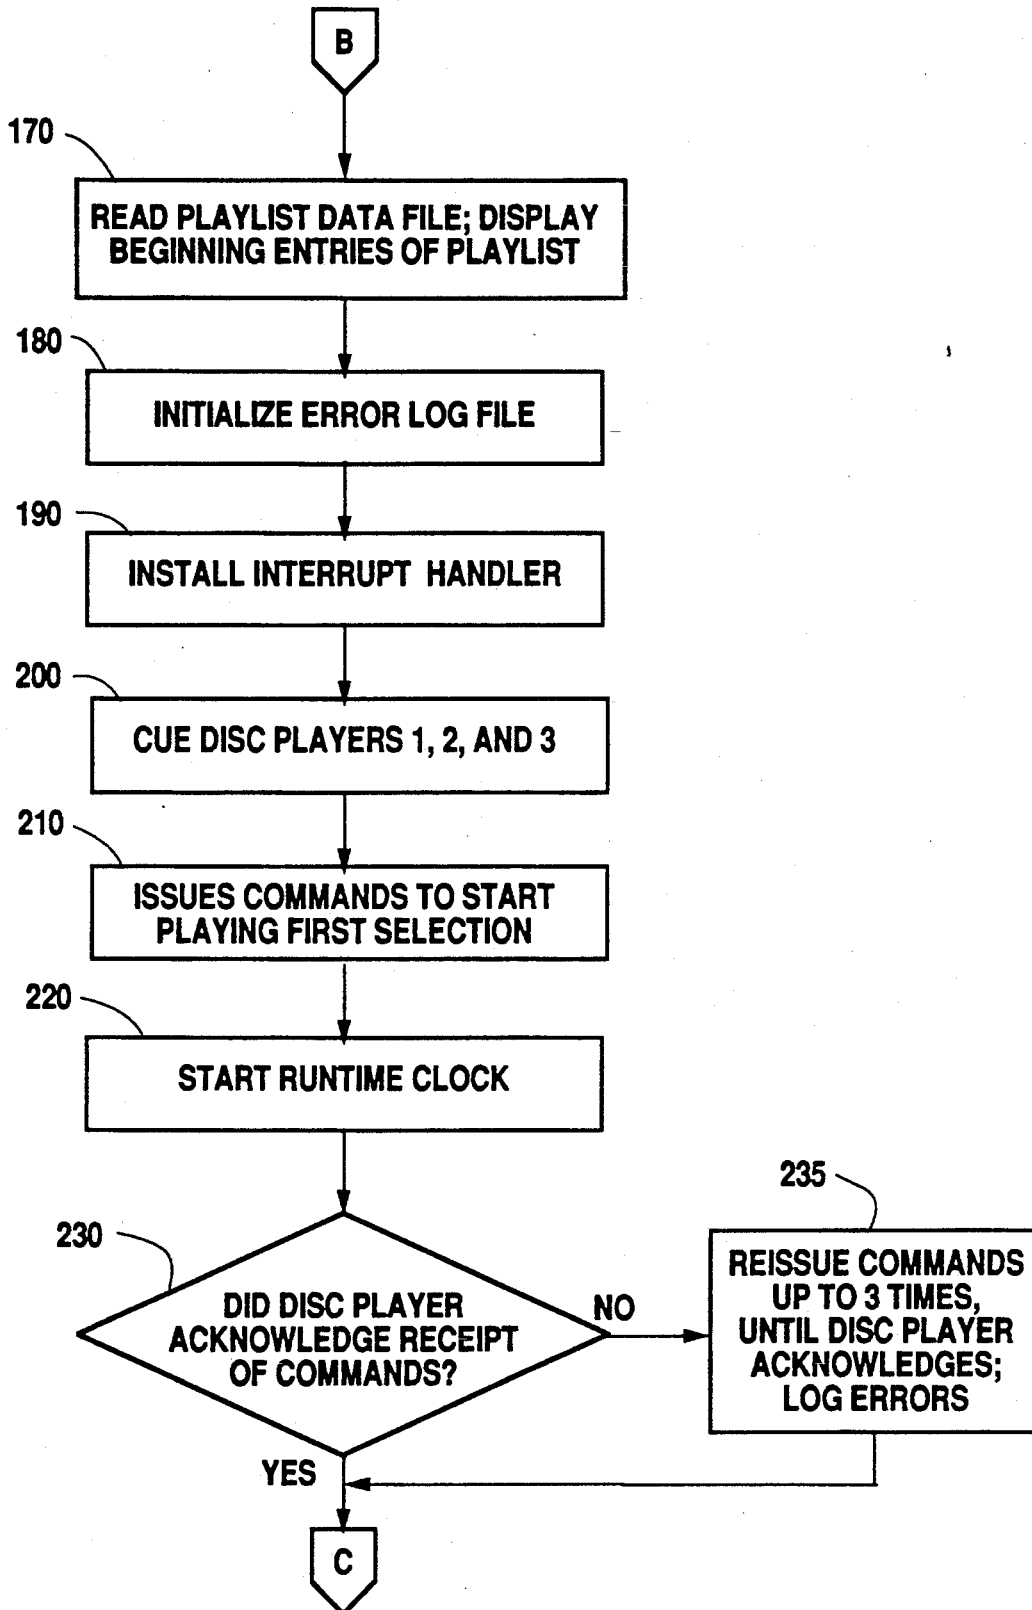 B
170
READ PLAYLIST DATA FILE; DISPLAY
BEGINNING ENTRIES OF PLAYLIST
180
INITIALIZE ERROR LOG FILE
190
INSTALL INTERRUPT HANDLER
200
CUE DISC PLAYERS 1, 2, AND 3
210
ISSUES COMMANDS TO START
PLAYING FIRST SELECTION
220
START RUNTIME CLOCK
230
DID DISC PLAYER
ACKNOWLEDGE RECEIPT
OF COMMANDS?
NO
235
REISSUE COMMANDS
UP TO 3 TIMES,
UNTIL DISC PLAYER
ACKNOWLEDGES;
LOG ERRORS
YES
C